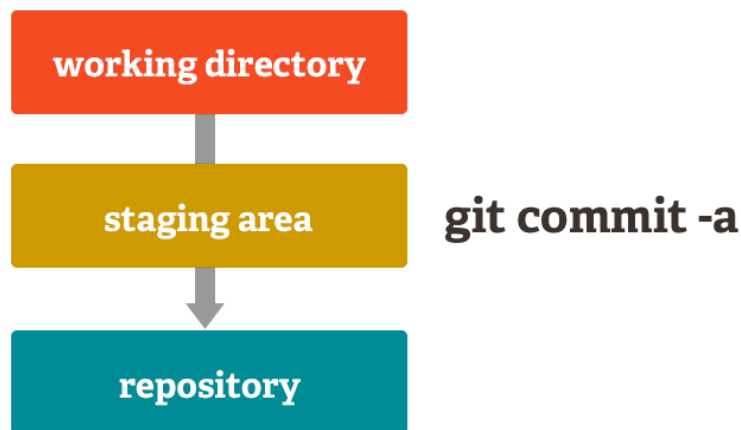 working directory
staging area
git commit -a
repository